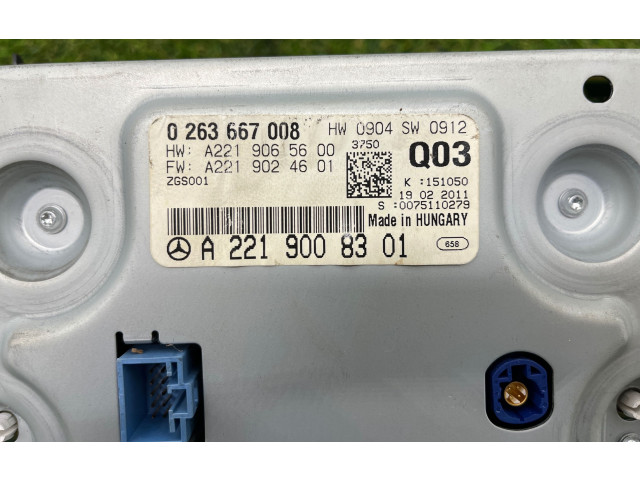 0 263 667 008 HW 0904 SW 0912
HW: A221 906 56 00 3750 Q03
FW: A221 902 46 01
ZGS001 K :151050
19 02 2011
S :0075110279
Made in HUNGARY
A 221 900 83 01 658